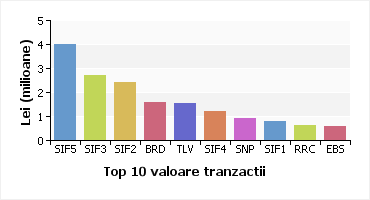 5
4
3
2
1
0
Lei (milioane)
SIF5 SIF3 SIF2 BRD TLV SIF4 SNP SIF1 RRC EBS
Top 10 valoare tranzactii